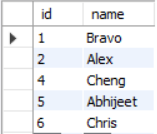 id name
1 Bravo
2 Alex
4 Cheng
5 Abhijeet
6 Chris